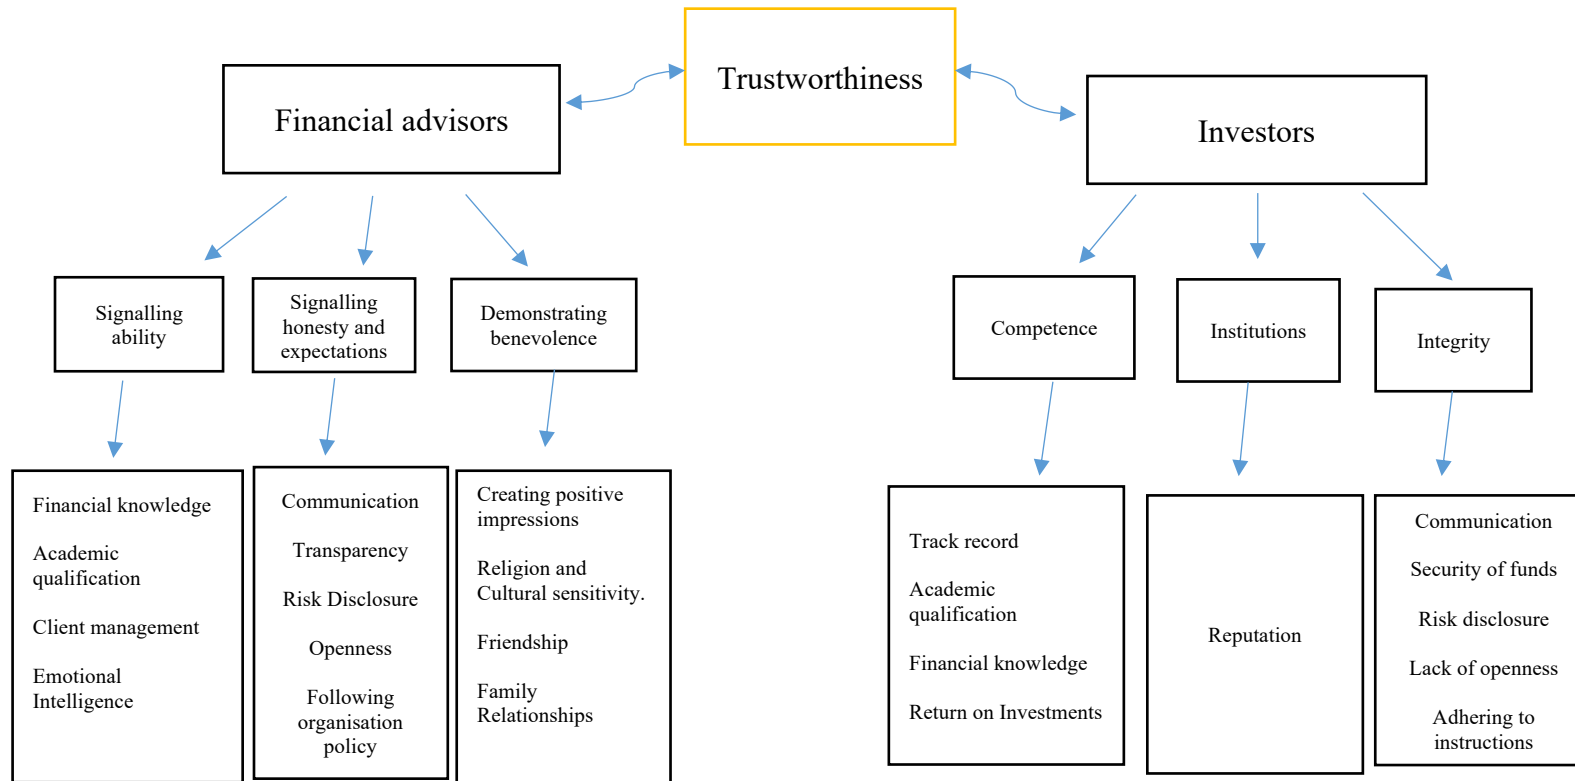 Trustworthiness
Financial advisors
Investors
Signalling
ability
Signalling
honesty and
expectations
Demonstrating
benevolence
Competence
Institutions
Integrity
Financial knowledge
Academic
qualification
Client management
Emotional
Intelligence
Communication
Transparency
Risk Disclosure
Openness
Following
organisation
policy
Creating positive
impressions
Religion and
Cultural sensitivity.
Friendship
Family
Relationships
Track record
Academic
qualification
Financial knowledge
Return on Investments
Reputation
Communication
Security of funds
Risk disclosure
Lack of openness
Adhering to
instructions